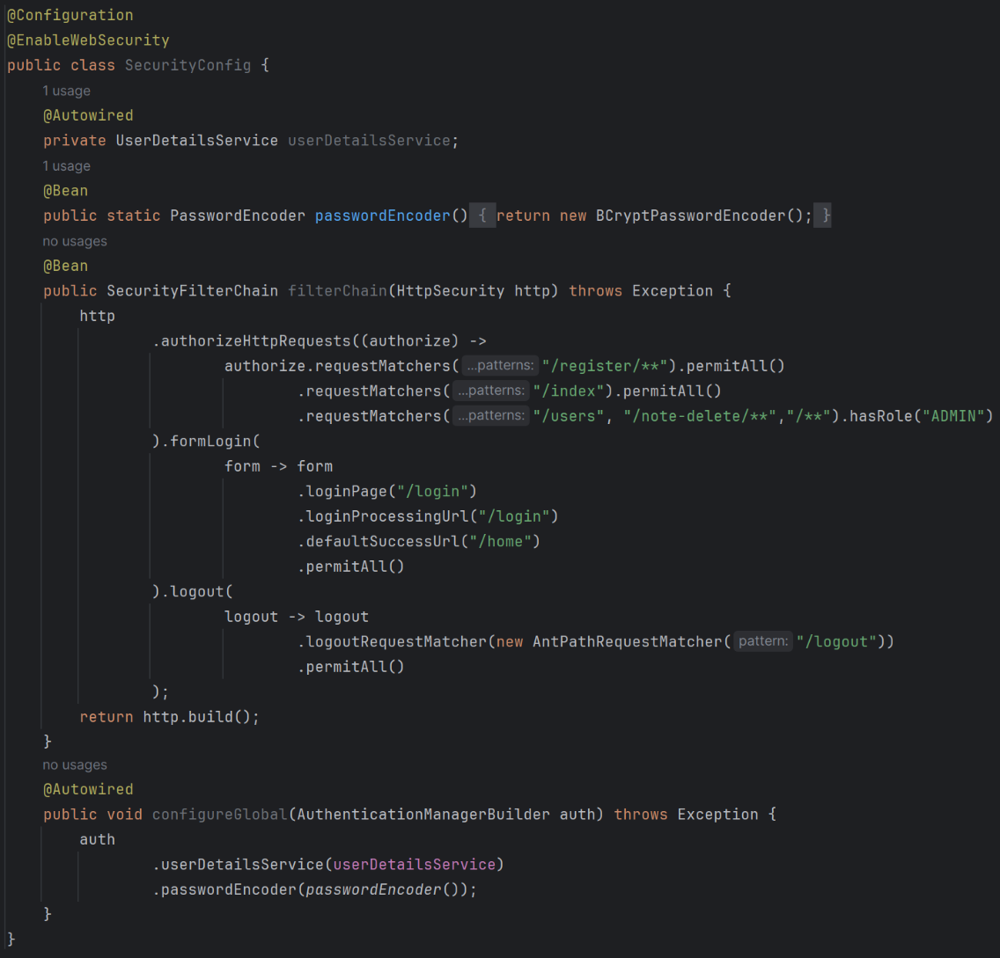 @Configuration
@EnableWebSecurity
public class SecurityConfig {
1 usage
@Autowired
private UserDetailsService userDetailsService;
1 usage
@Bean
public static PasswordEncoder passwordEncoder() { return new BCryptPasswordEncoder(); }
no usages
@Bean
public SecurityFilterChain filterChain(HttpSecurity http) throws Exception {
http
.authorizeHttpRequests((authorize) ->
authorize.requestMatchers( ...patterns: "/register/**").permitAll()
.requestMatchers( ...patterns: "/index").permitAll()
.requestMatchers( ...patterns: "/users", "/note-delete/**","/**").hasRole("ADMIN")
).formLogin(
form -> form
.loginPage("/login")
.loginProcessingUrl("/login")
.defaultSuccessUrl("/home")
.permitAll()
).logout(
logout -> logout
.logoutRequestMatcher(new AntPathRequestMatcher( pattern: "/logout"))
.permitAll()
);
return http.build();
}
no usages
@Autowired
public void configureGlobal(AuthenticationManagerBuilder auth) throws Exception {
auth
.userDetailsService(userDetailsService)
.passwordEncoder(passwordEncoder());
}
}